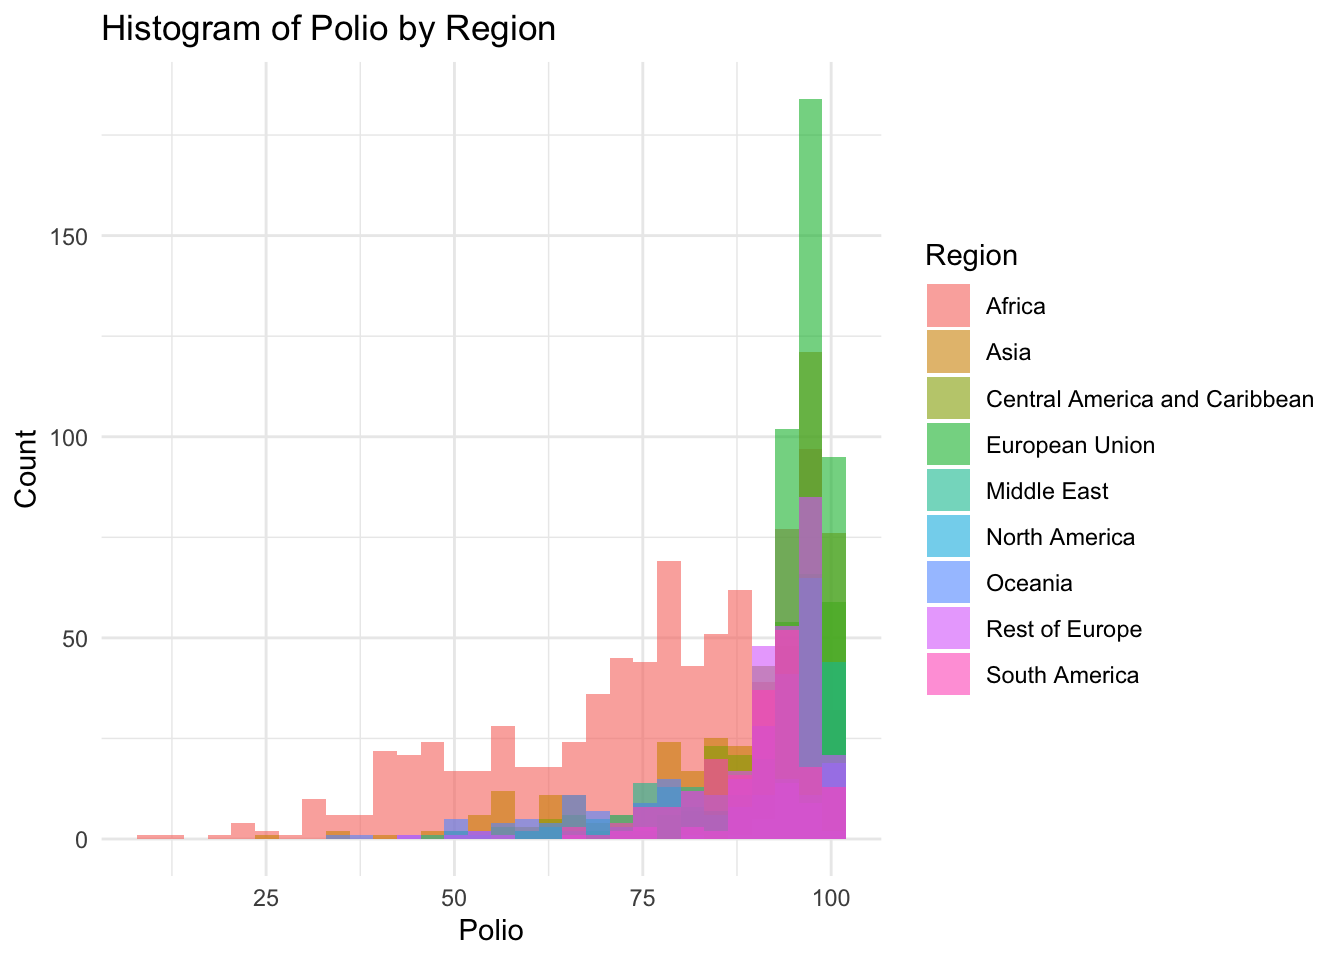 Histogram of Polio by Region
150
100
50
0
Count
25 50 75 100
Polio
Region
Africa
Asia
Central America and Caribbean
European Union
Middle East
North America
Oceania
Rest of Europe
South America